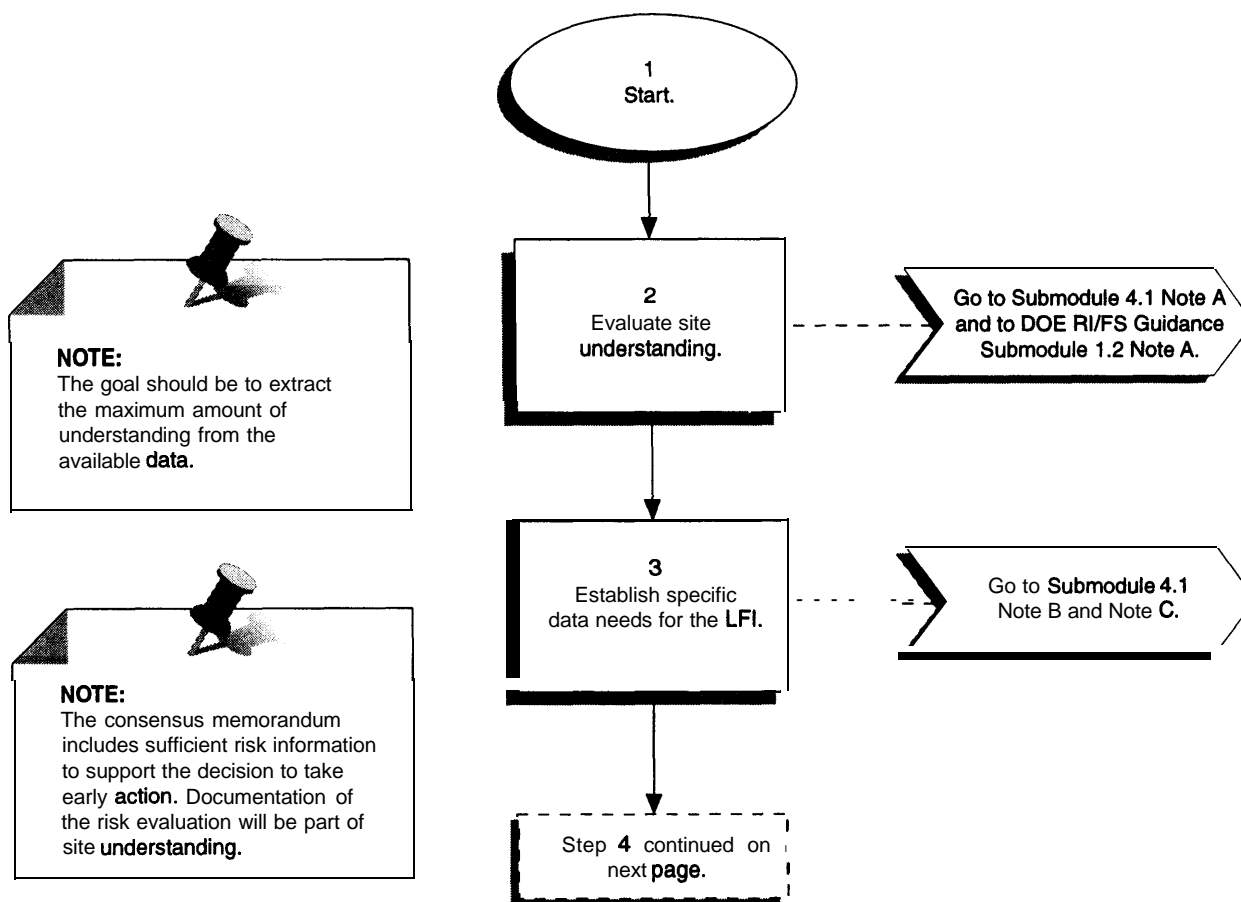 1
Start.
2
Evaluate site
understanding.
Go to Submodule 4.1 Note A
and to DOE RI/FS Guidance
Submodule 1.2 Note A.
NOTE:
The goal should be to extract
the maximum amount of
understanding from the
available data.
3
Establish specific
data needs for the LFI.
Go to Submodule 4.1
Note B and Note C.
NOTE:
The consensus memorandum
includes sufficient risk information
to support the decision to take
early action. Documentation of
the risk evaluation will be part of
site understanding.
Step 4 continued on
next page.